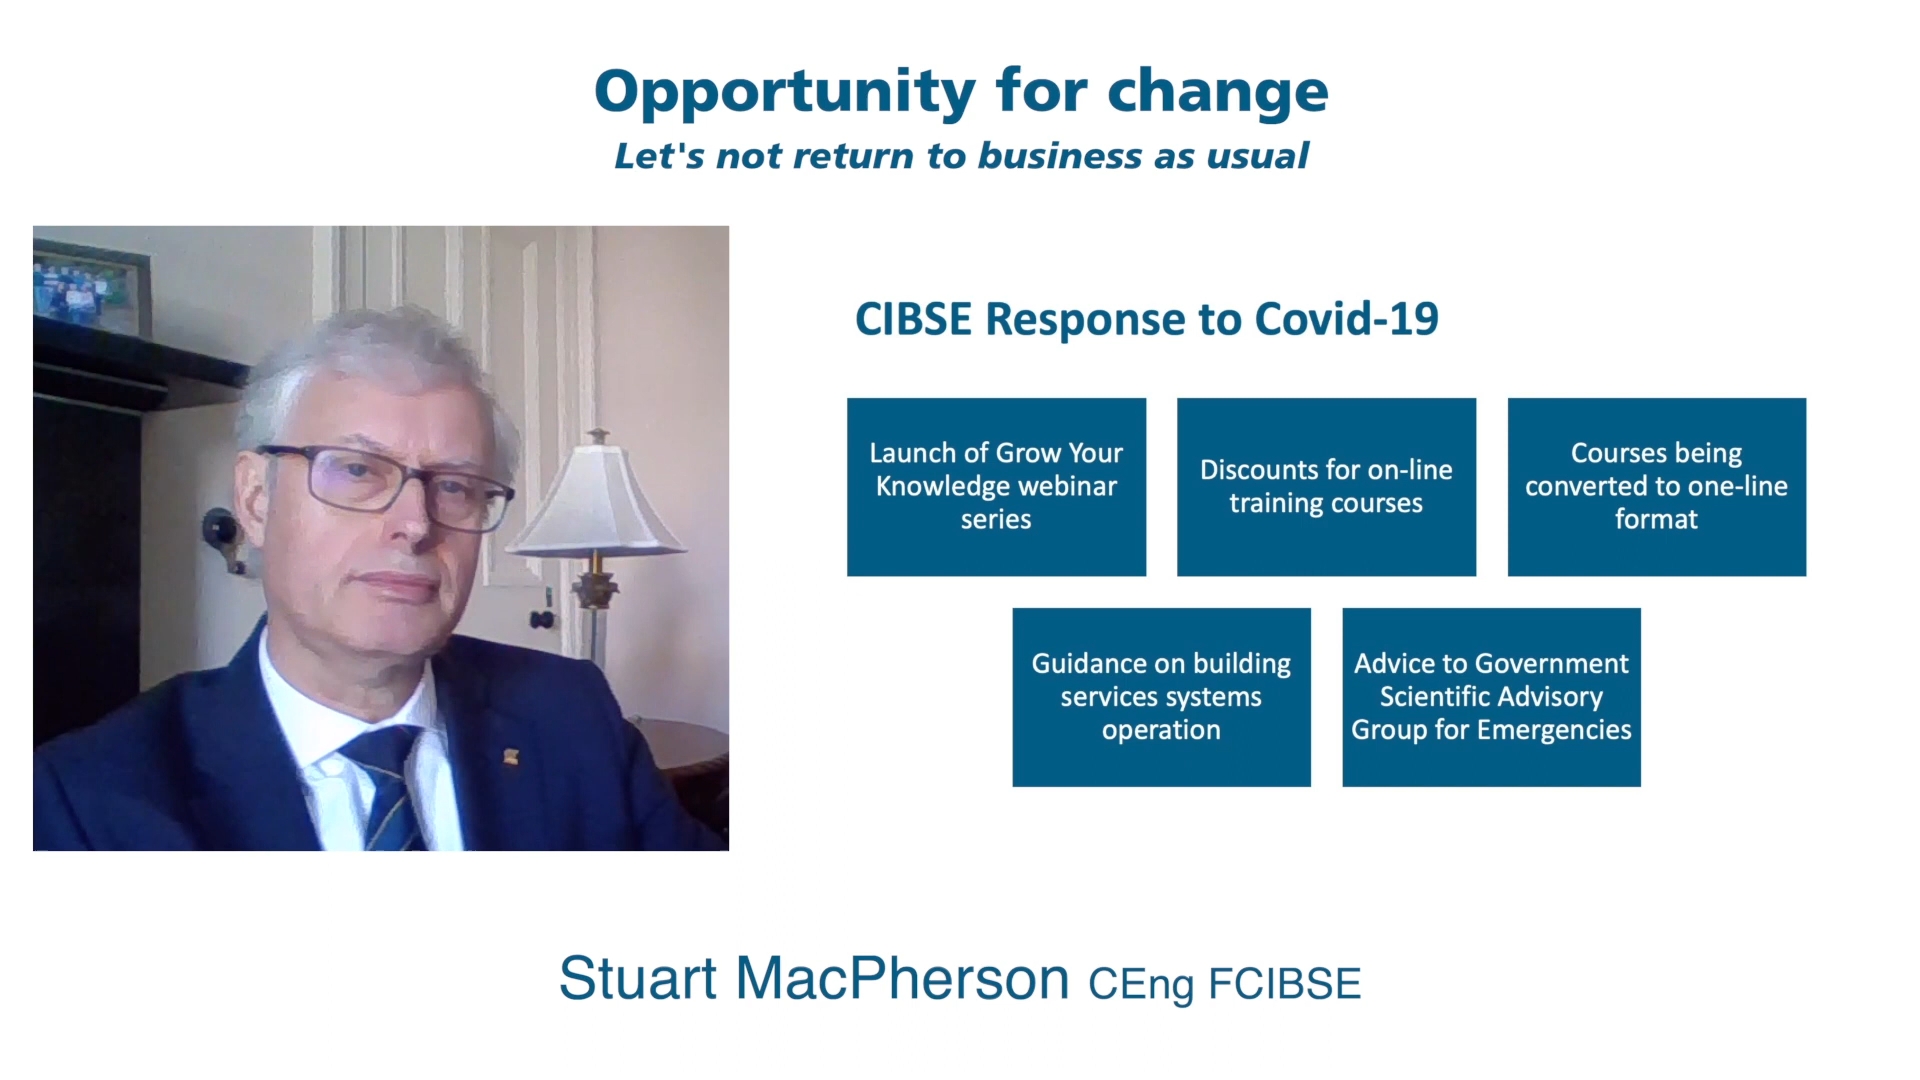 Opportunity for change
Let's not return to business as usual
CIBSE Response to Covid-19
Launch of Grow Your
Knowledge webinar
series
Discounts for on-line
training courses
Courses being
converted to one-line
format
Guidance on building
services systems
operation
Advice to Government
Scientific Advisory
Group for Emergencies
Stuart MacPherson CEng FCIBSE